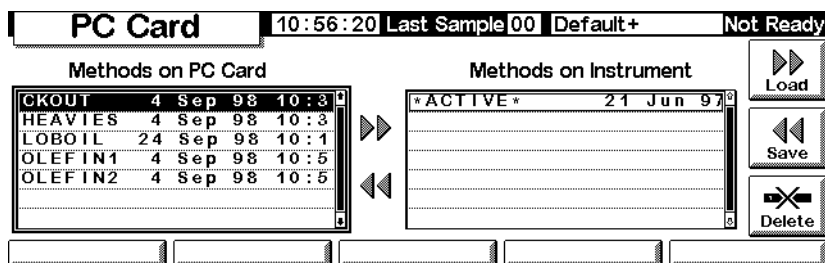 PC Card 10:56:20 Last Sample 00 Default+ Not Ready
Methods on PC Card
Methods on Instrument
CKOUT 4 Sep 98 10:3
HEAVIES 4 Sep 98 10:3
LOBOIL 24 Sep 98 10:1
OLEFIN1 4 Sep 98 10:5
OLEFIN2 4 Sep 98 10:5
*ACTIVE* 21 Jun 97
Load
Save
Delete